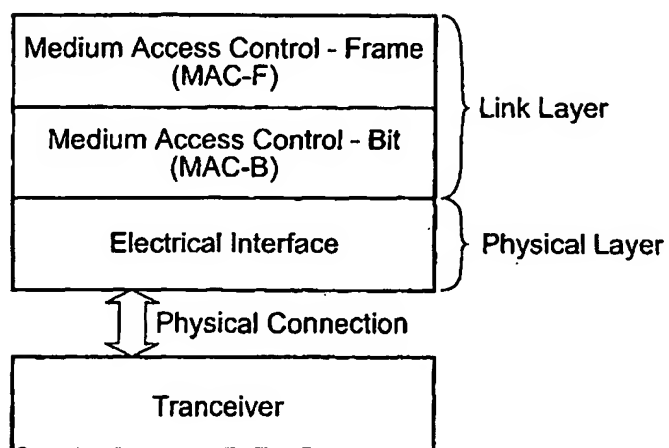 Medium Access Control - Frame
(MAC-F)
Link Layer
Medium Access Control - Bit
(MAC-B)
Electrical Interface
Physical Layer
Physical Connection
Tranceiver